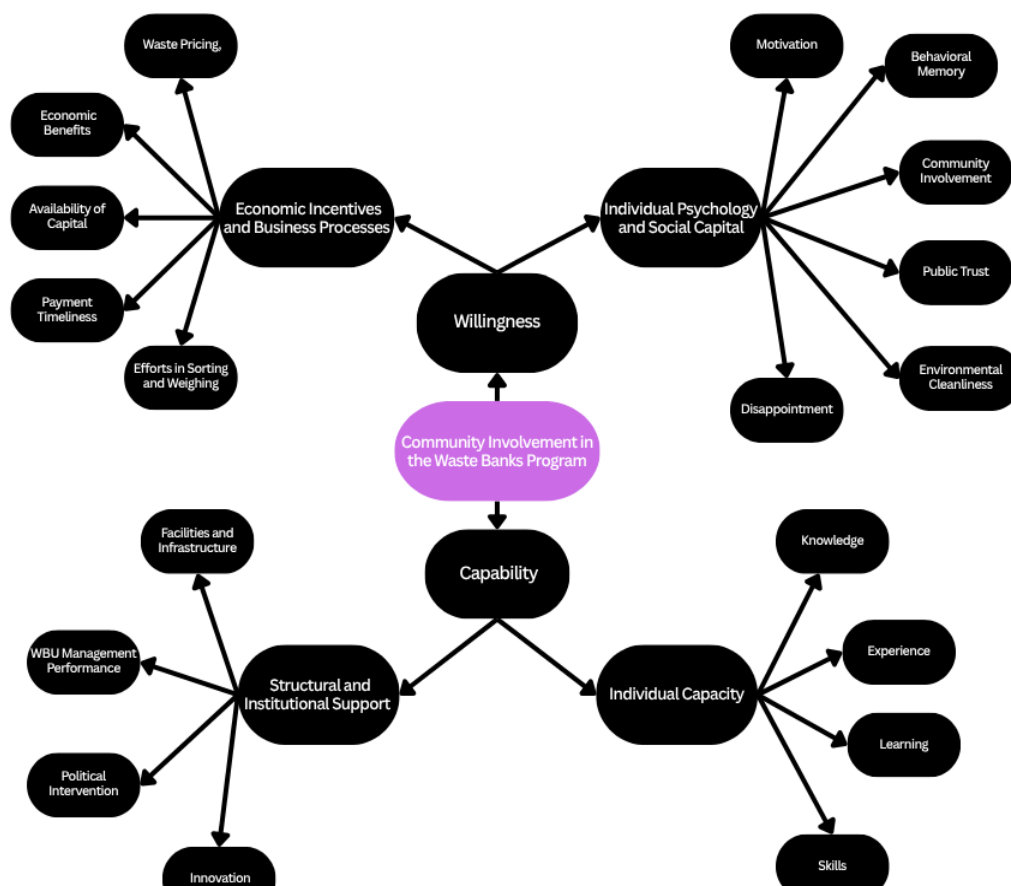 Waste Pricing,
Motivation
Behavioral
Memory
Economic
Benefits
Community
Involvement
Availability of
Capital
Economic Incentives
and Business Processes
Individual Psychology
and Social Capital
Public Trust
Payment
Timeliness
Willingness
Efforts in Sorting
and Weighing
Environmental
Cleanliness
Disappointment
Community Involvement in
the Waste Banks Program
Facilities and
Infrastructure
Knowledge
Capability
WBU Management
Performance
Experience
Structural and
Institutional Support
Individual Capacity
Learning
Political
Intervention
Innovation
Skills